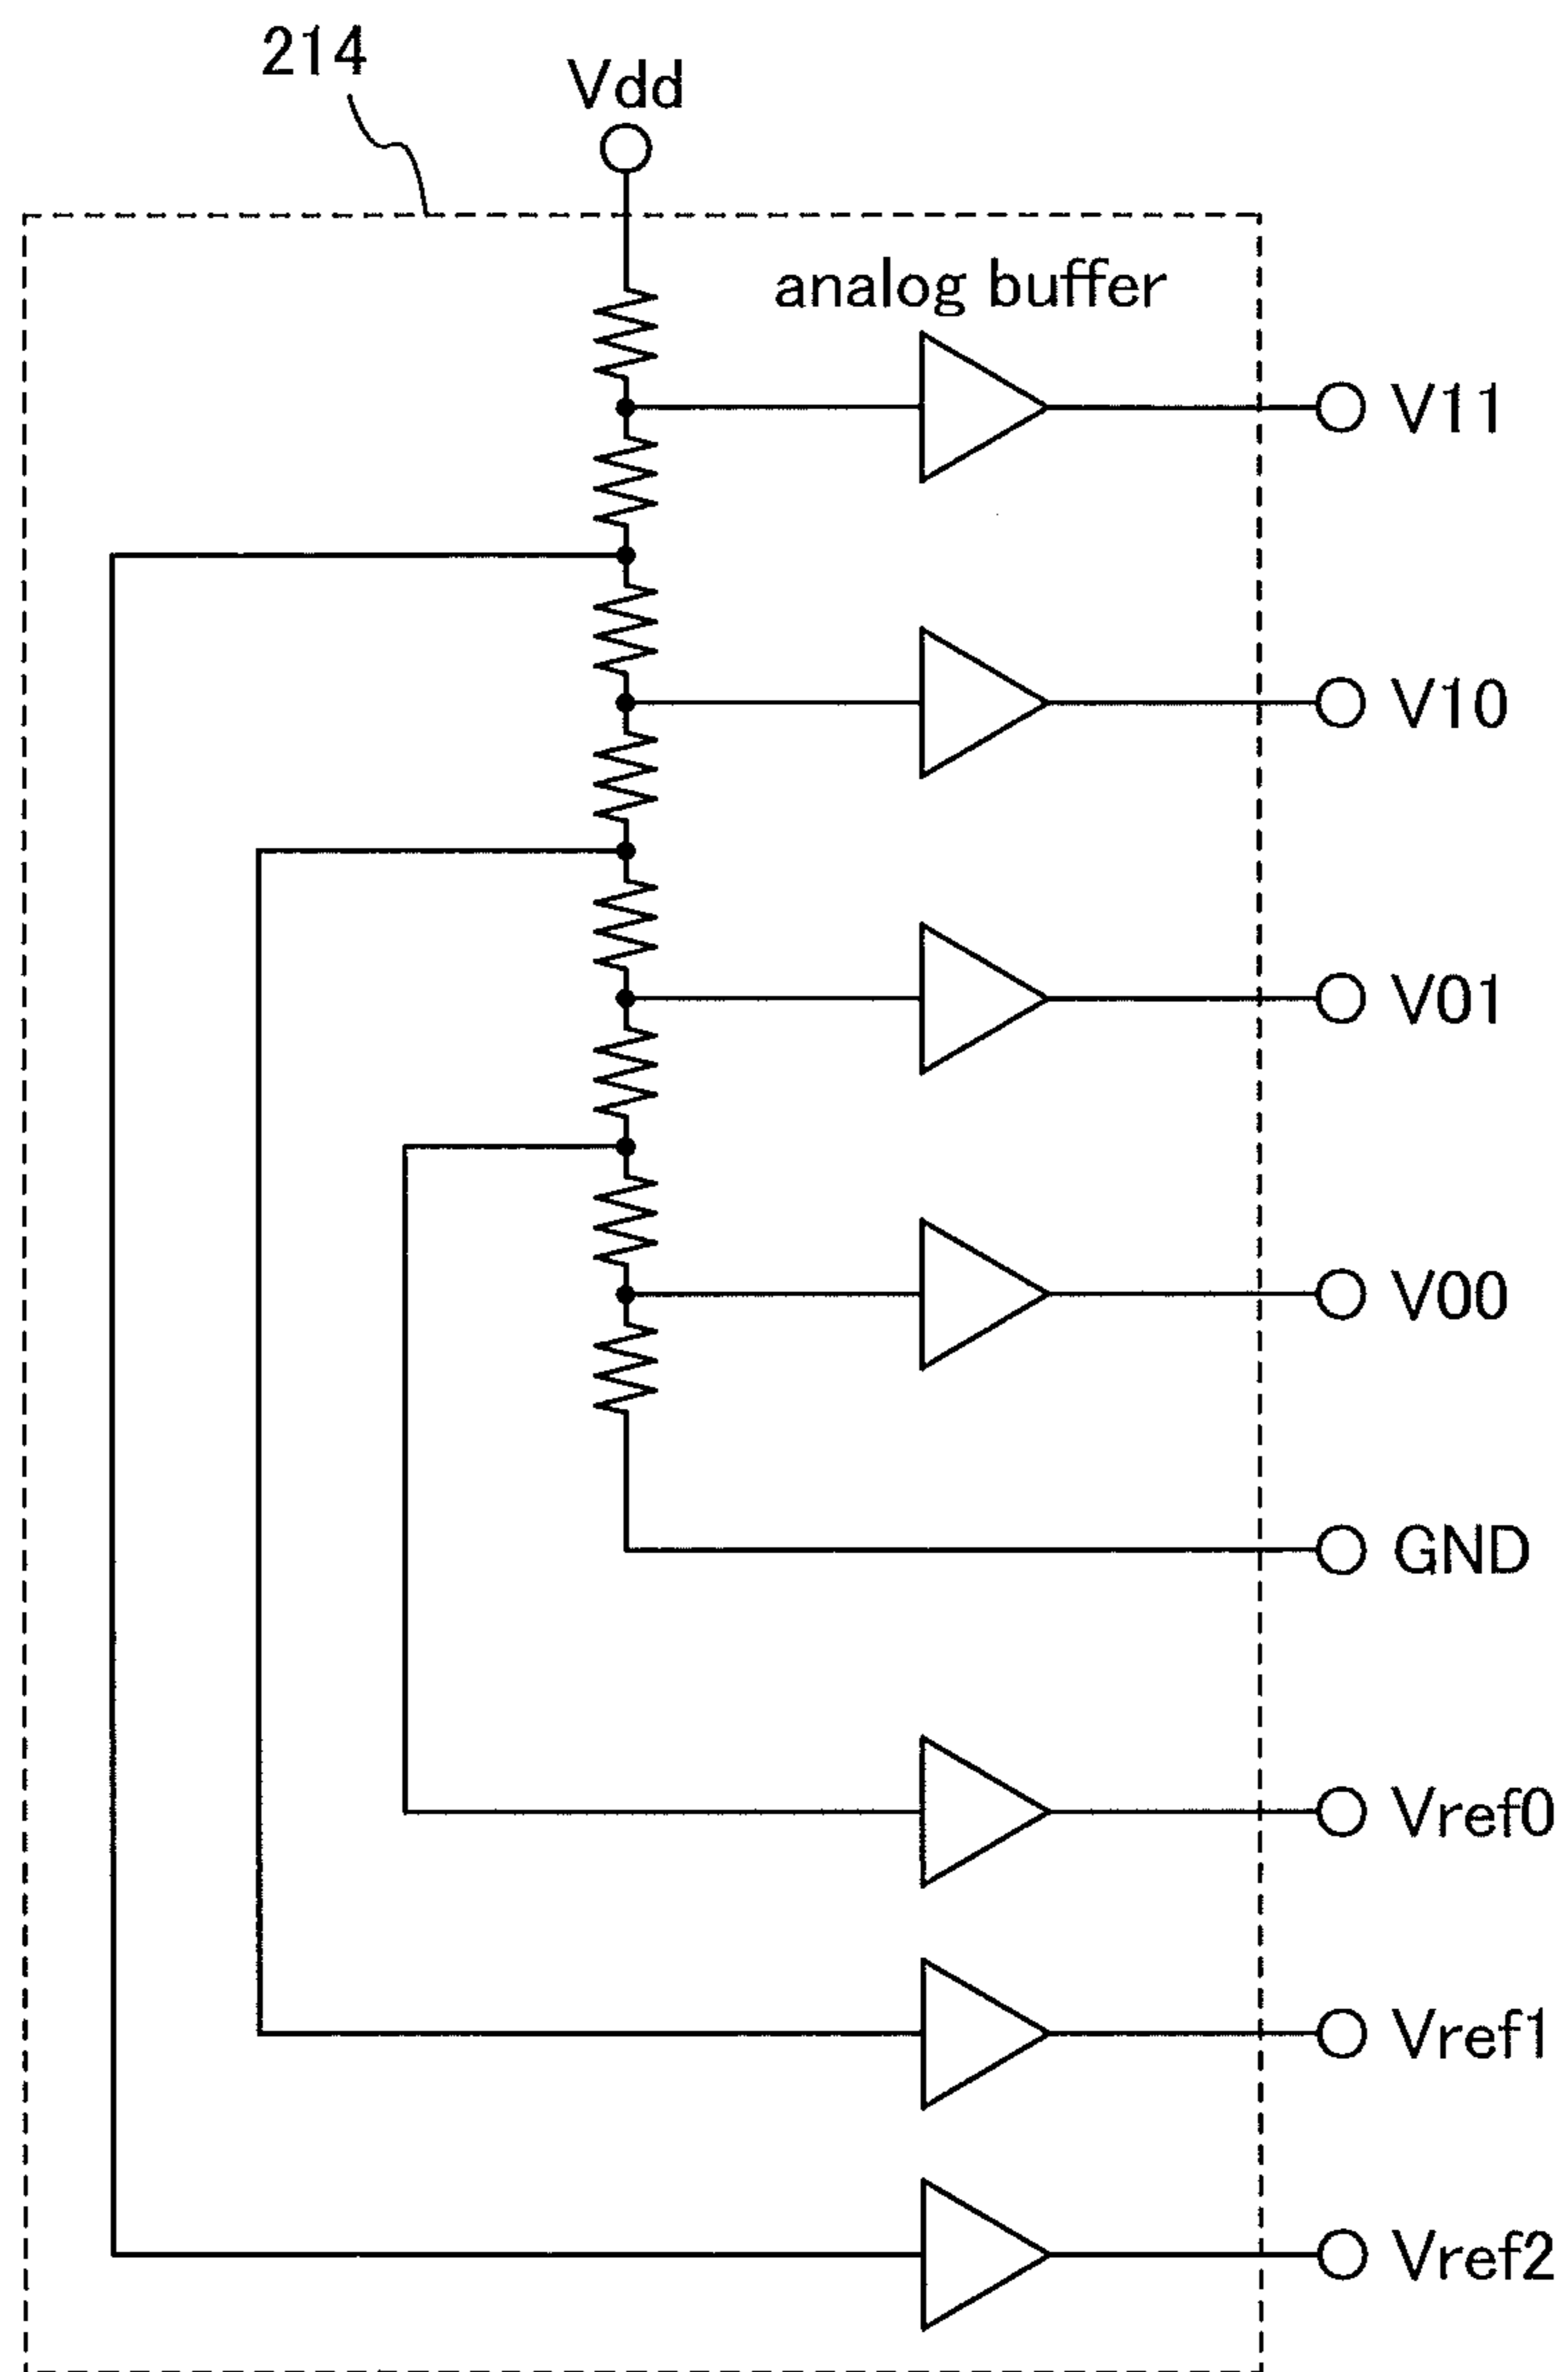 214
Vdd
analog buffer
V11
V10
V01
V00
GND
Vref0
Vref1
Vref2